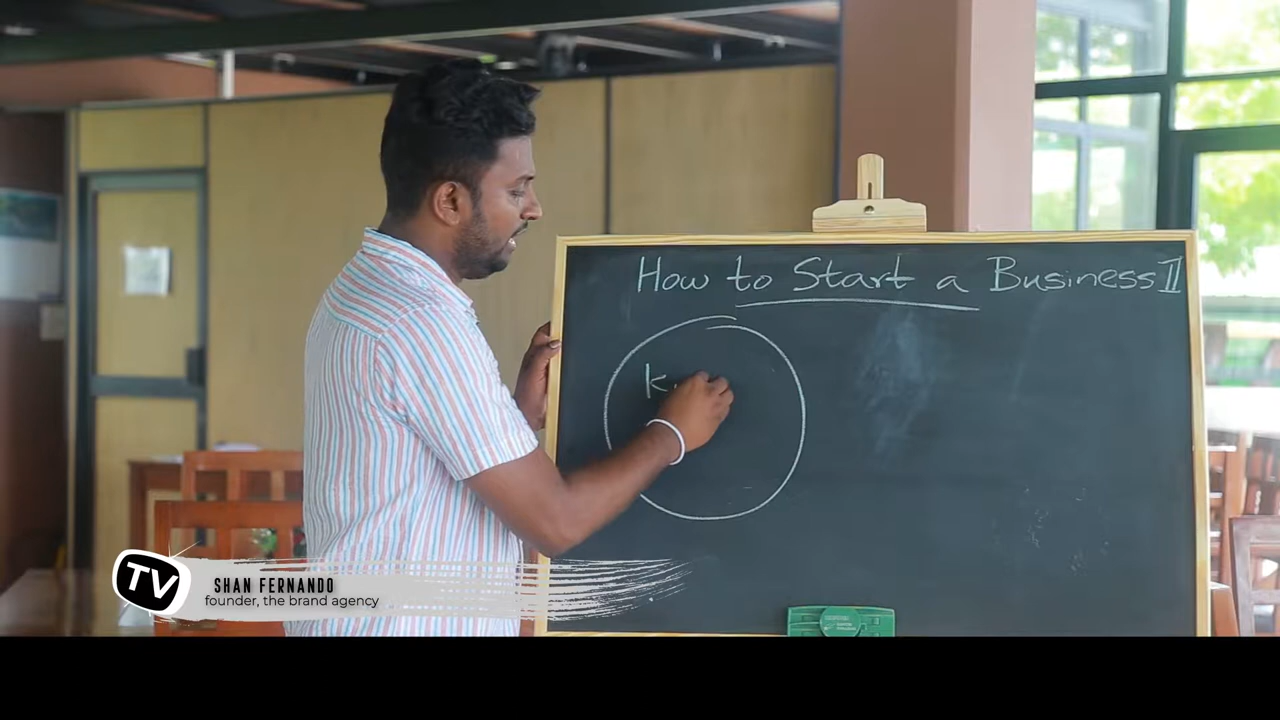 How to Start a Business II
K
TV
SHAN FERNANDO
founder, the brand agency